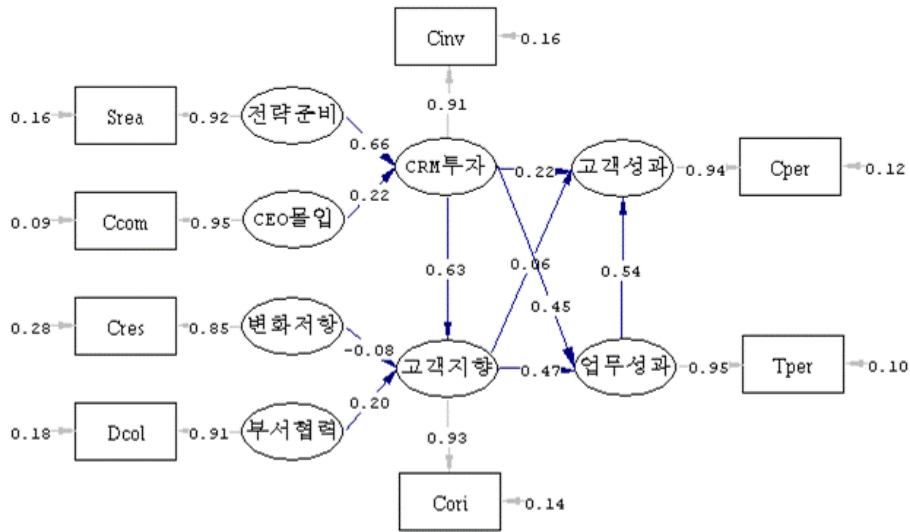 Cinv
0.16
0.91
0.16
Srea
0.92
전략준비
0.66
CRM투자
0.22
고객성과
0.94
Cper
0.12
0.09
Ccom
0.95
CEO몰입
0.22
0.63
0.06
0.45
0.54
0.28
Cres
0.85
변화저항
-0.08
고객지향
0.47
업무성과
0.95
Tper
0.10
0.18
Dcol
0.91
부서협력
0.20
0.93
Cori
0.14